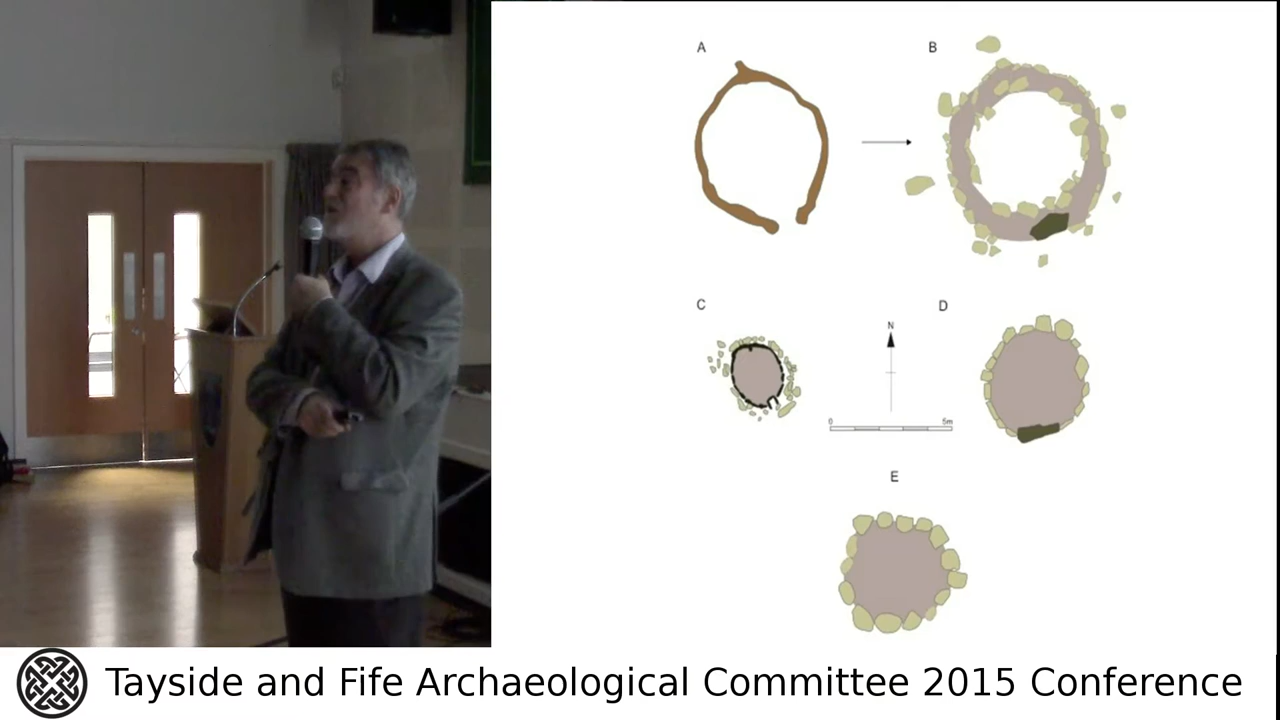 A
B
C
D
N
0 5m
E
Tayside and Fife Archaeological Committee 2015 Conference